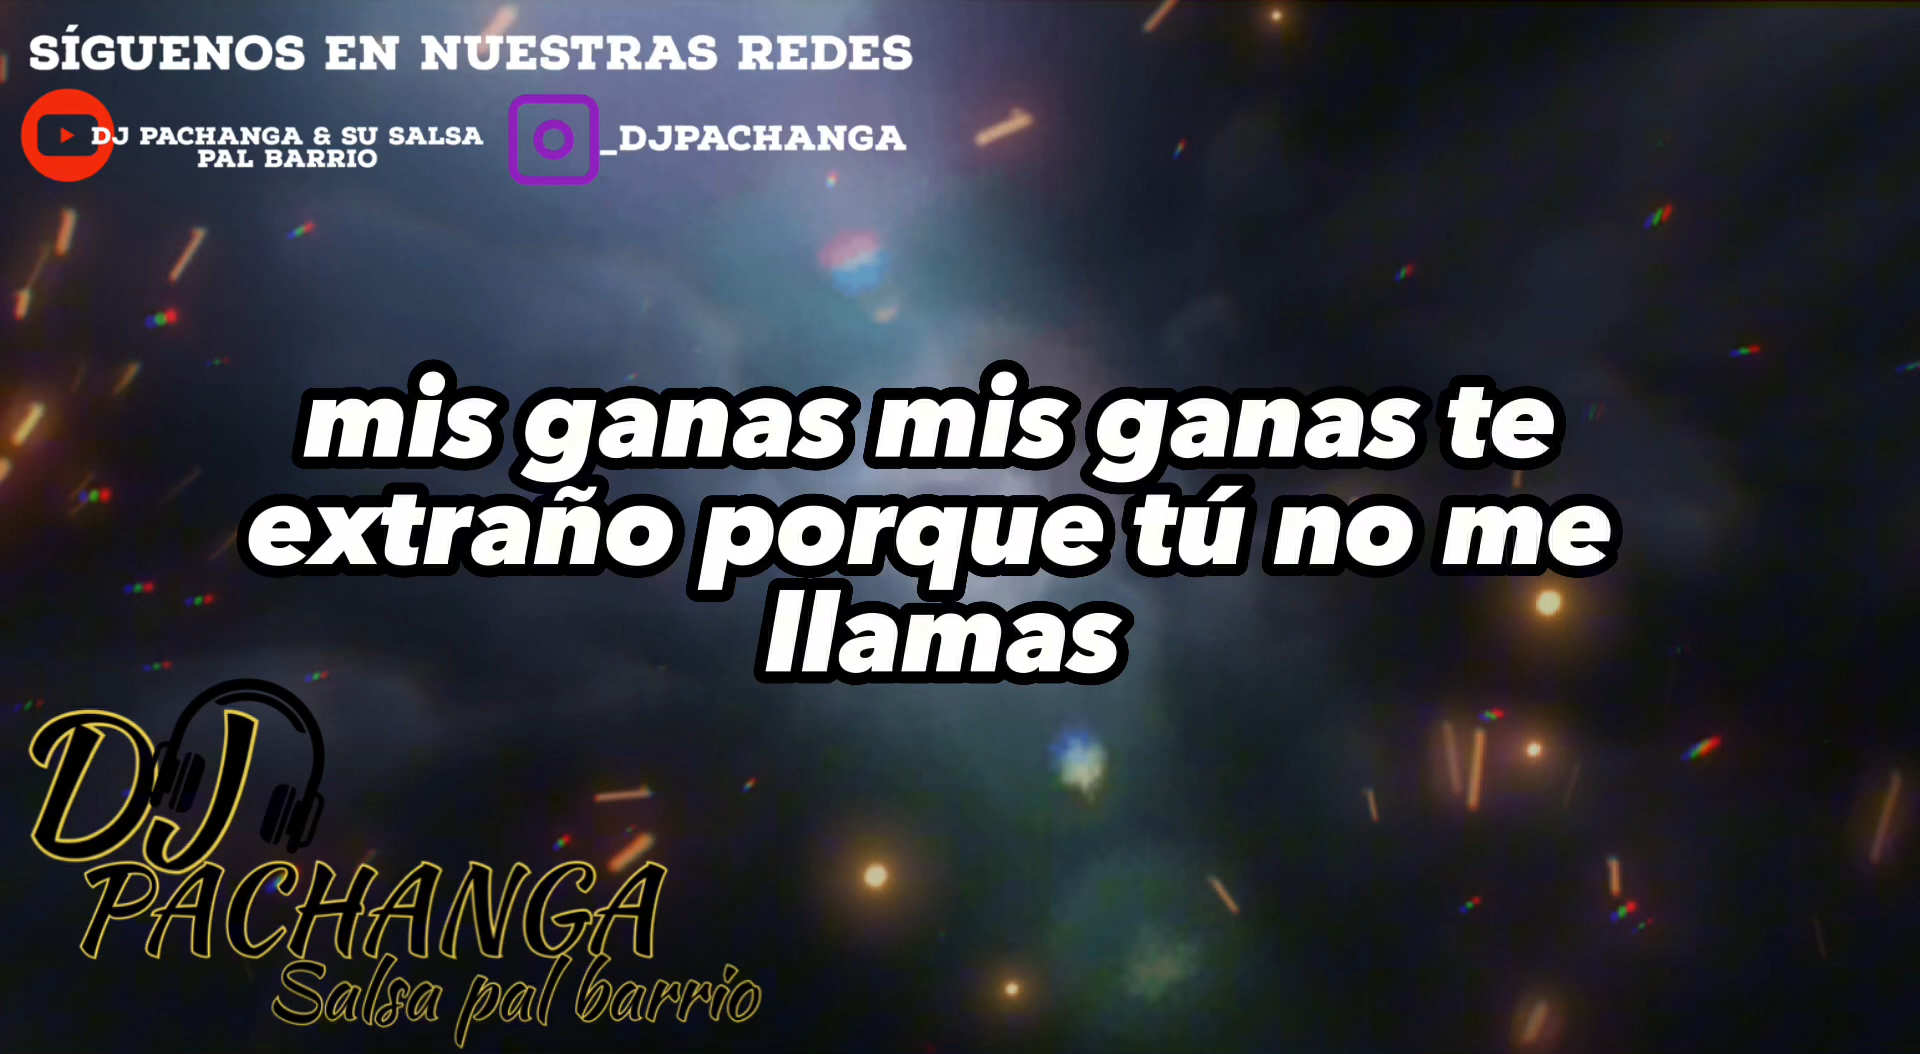 SÍGUENOS EN NUESTRAS REDES
DJ PACHANGA & SU SALSA
PAL BARRIO
_DJPACHANGA
mis ganas mis ganas te
extraño porque tú no me
llamas
DJ
PACHANGA
Salsa pal barrio